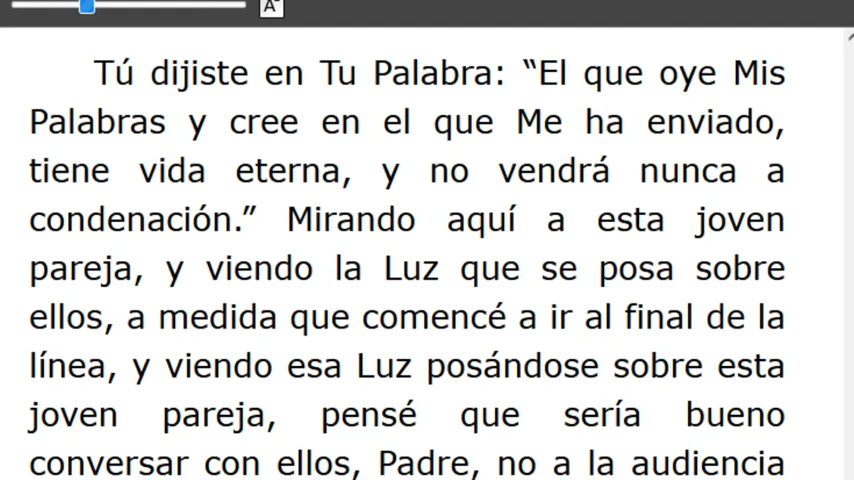 A
Tú dijiste en Tu Palabra: “El que oye Mis
Palabras y cree en el que Me ha enviado,
tiene vida eterna, y no vendrá nunca a
condenación.” Mirando aquí a esta joven
pareja, y viendo la Luz que se posa sobre
ellos, a medida que comencé a ir al final de la
línea, y viendo esa Luz posándose sobre esta
joven pareja, pensé que sería bueno
conversar con ellos, Padre, no a la audiencia